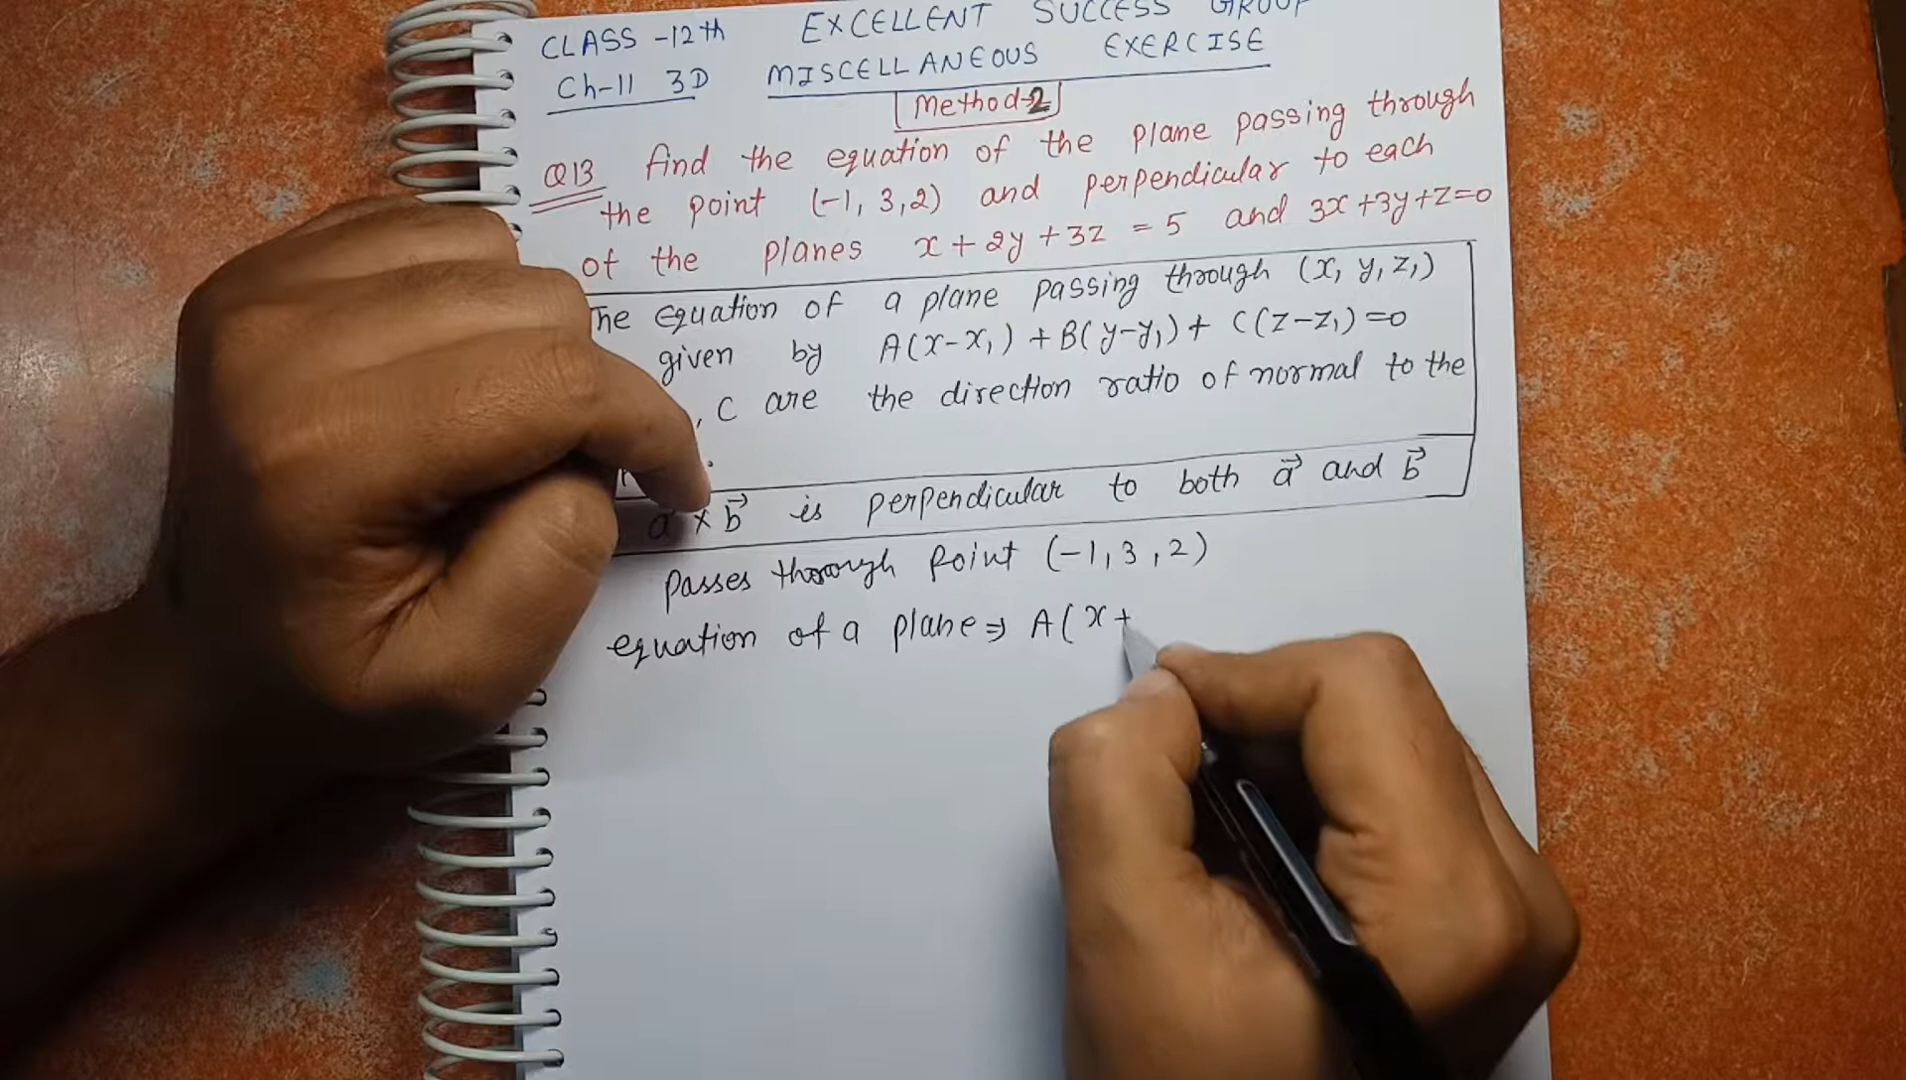 CLASS -12th EXCELLENT SUCCESS GROUP
Ch-11 3D MISCELLANEOUS EXERCISE
Method-2
Q13 find the equation of the plane passing through
the point (-1, 3,2) and perpendicular to each
of the planes x + 2y + 3z = 5 and 3x +3y+z=0
The equation of a plane passing through (x, y, z,)
given by A(x-x₁) + B(y-y₁) + C(z-z₁)=0
, C are the direction ratio of normal to the
a⃗ × b⃗ is perpendicular to both a⃗ and b⃗
Passes through Point (-1, 3, 2)
equation of a plane ⇒ A(x+